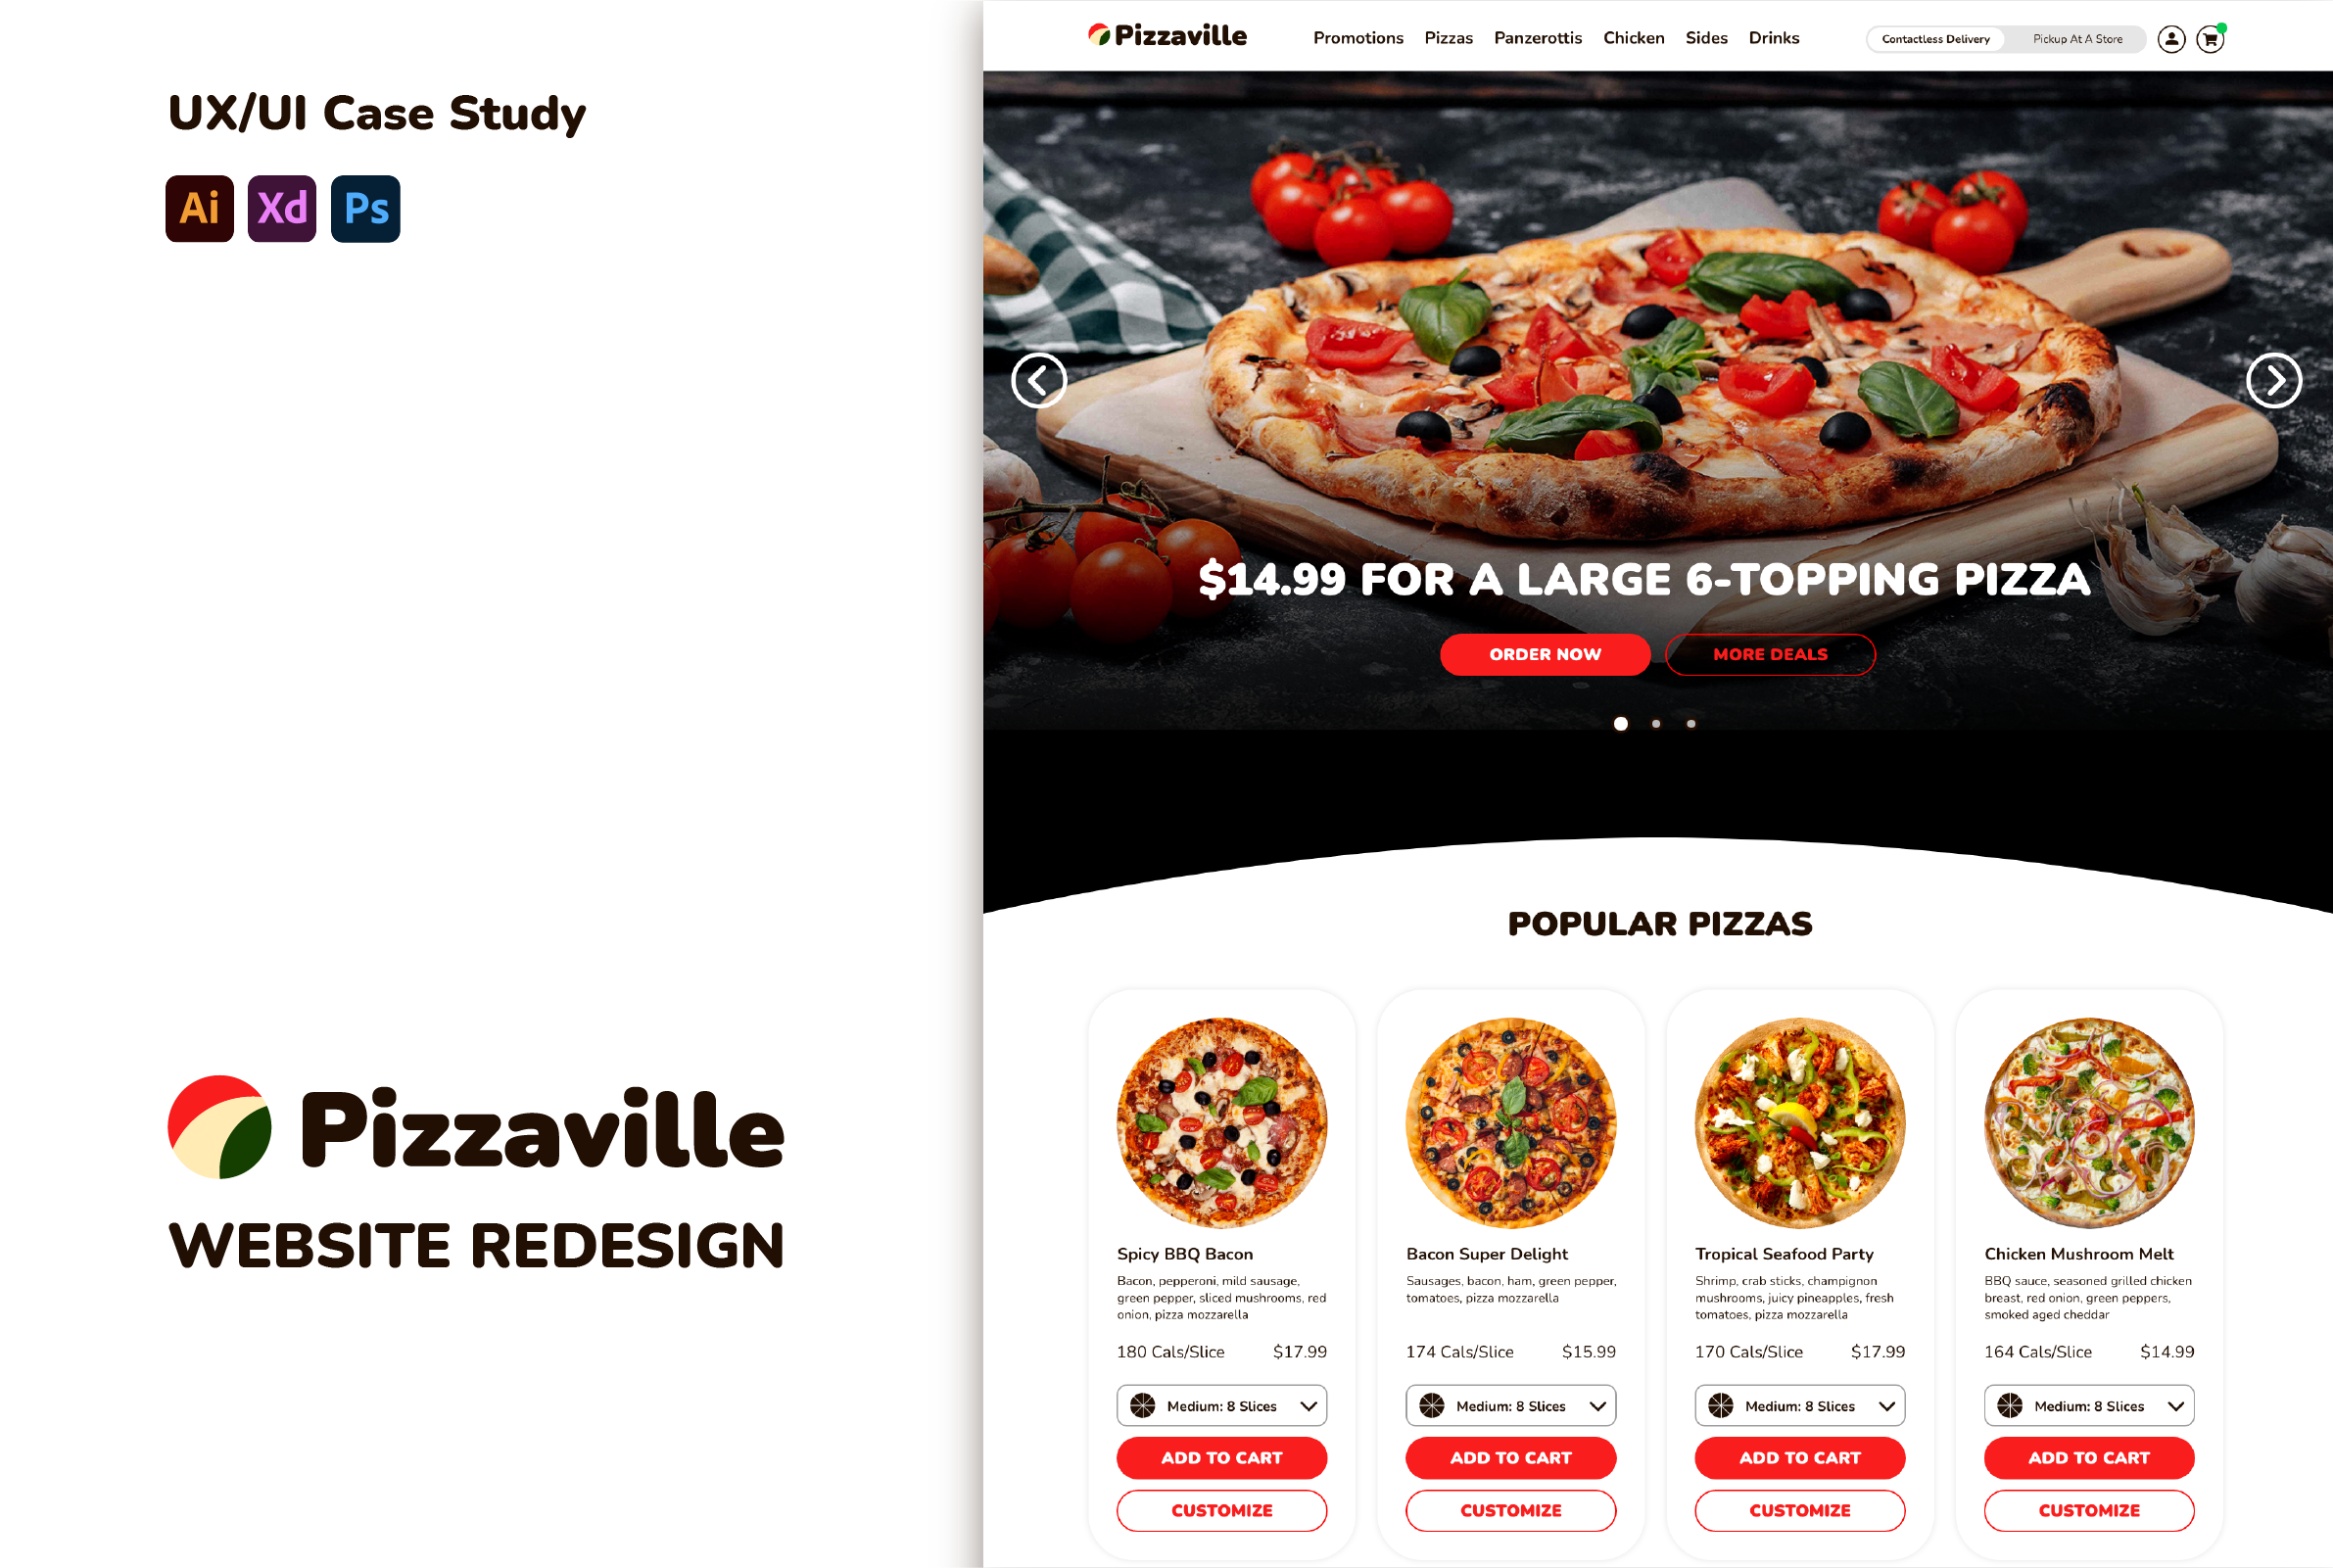 UX/UI Case Study
Ai Xd Ps
Pizzaville
WEBSITE REDESIGN
Pizzaville
Promotions Pizzas Panzerottis Chicken Sides Drinks
Contactless Delivery Pickup At A Store
$14.99 FOR A LARGE 6-TOPPING PIZZA
ORDER NOW MORE DEALS
POPULAR PIZZAS
Spicy BBQ Bacon
Bacon, pepperoni, mild sausage,
green pepper, sliced mushrooms, red
onion, pizza mozzarella
180 Cals/Slice $17.99
Medium: 8 Slices
ADD TO CART
CUSTOMIZE
Bacon Super Delight
Sausages, bacon, ham, green pepper,
tomatoes, pizza mozzarella
174 Cals/Slice $15.99
Medium: 8 Slices
ADD TO CART
CUSTOMIZE
Tropical Seafood Party
Shrimp, crab sticks, champignon
mushrooms, juicy pineapples, fresh
tomatoes, pizza mozzarella
170 Cals/Slice $17.99
Medium: 8 Slices
ADD TO CART
CUSTOMIZE
Chicken Mushroom Melt
BBQ sauce, seasoned grilled chicken
breast, red onion, green peppers,
smoked aged cheddar
164 Cals/Slice $14.99
Medium: 8 Slices
ADD TO CART
CUSTOMIZE